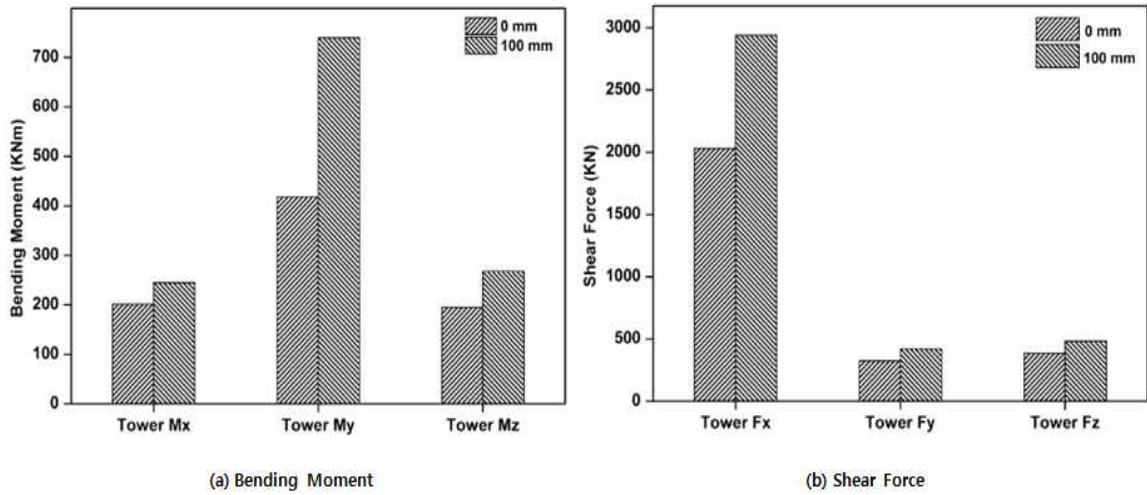 0 mm
100 mm
700
600
500
400
300
200
100
0
Bending Moment (KNm)
Tower Mx Tower My Tower Mz
(a) Bending Moment
0 mm
100 mm
3000
2500
2000
1500
1000
500
0
Shear Force (KN)
Tower Fx Tower Fy Tower Fz
(b) Shear Force